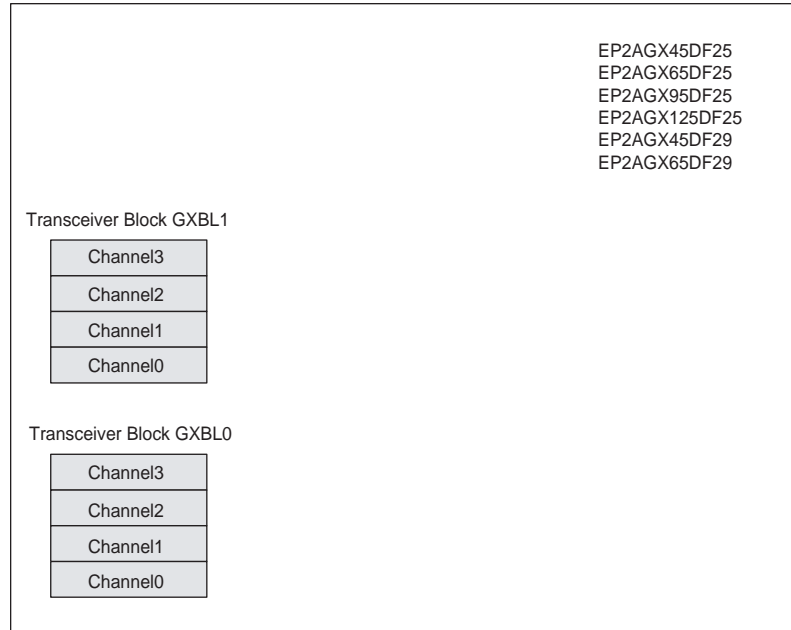 EP2AGX45DF25
EP2AGX65DF25
EP2AGX95DF25
EP2AGX125DF25
EP2AGX45DF29
EP2AGX65DF29
Transceiver Block GXBL1
Channel3
Channel2
Channel1
Channel0
Transceiver Block GXBL0
Channel3
Channel2
Channel1
Channel0